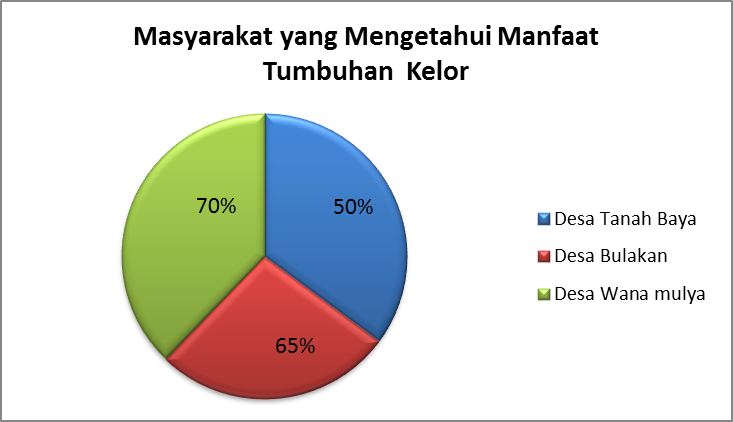 Masyarakat yang Mengetahui Manfaat
Tumbuhan Kelor
70%
50%
65%
Desa Tanah Baya
Desa Bulakan
Desa Wana mulya